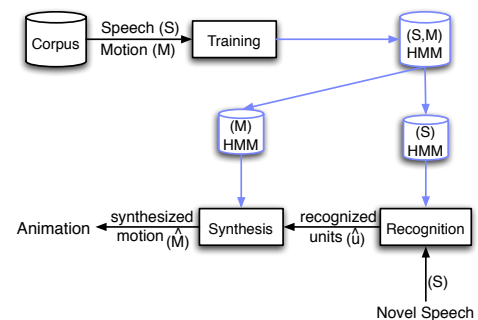 Corpus
Speech (S)
Motion (M)
Training
(S,M)
HMM
(M)
HMM
(S)
HMM
Animation
synthesized
motion (M̂)
Synthesis
recognized
units (û)
Recognition
(S)
Novel Speech